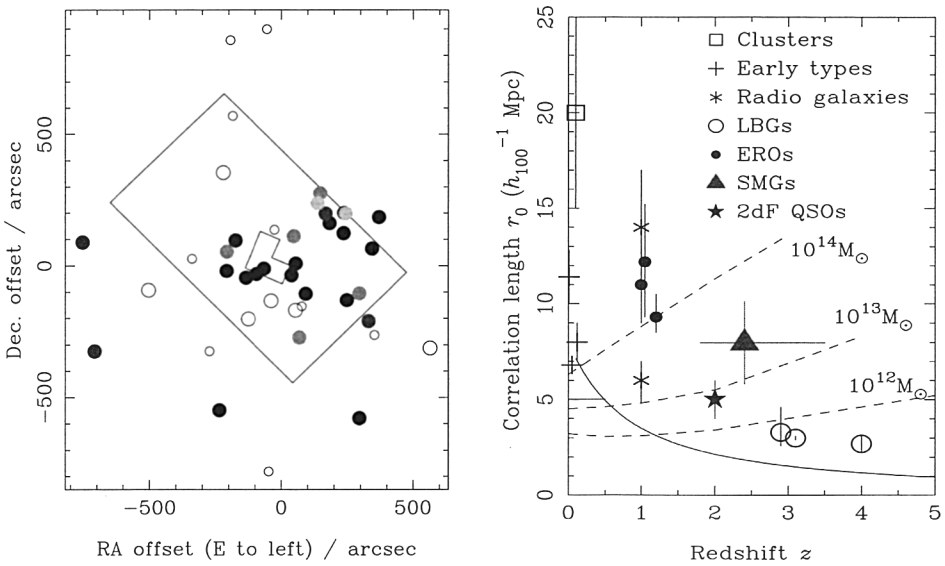 Dec. offset / arcsec
500
0
−500
−500
0
500
RA offset (E to left) / arcsec
Correlation length r₀ (h₁₀₀⁻¹ Mpc)
25
20
15
10
5
0
□ Clusters
+ Early types
* Radio galaxies
○ LBGs
● EROs
▲ SMGs
★ 2dF QSOs
10¹⁴M⊙
10¹³M⊙
10¹²M⊙
0
1
2
3
4
5
Redshift z